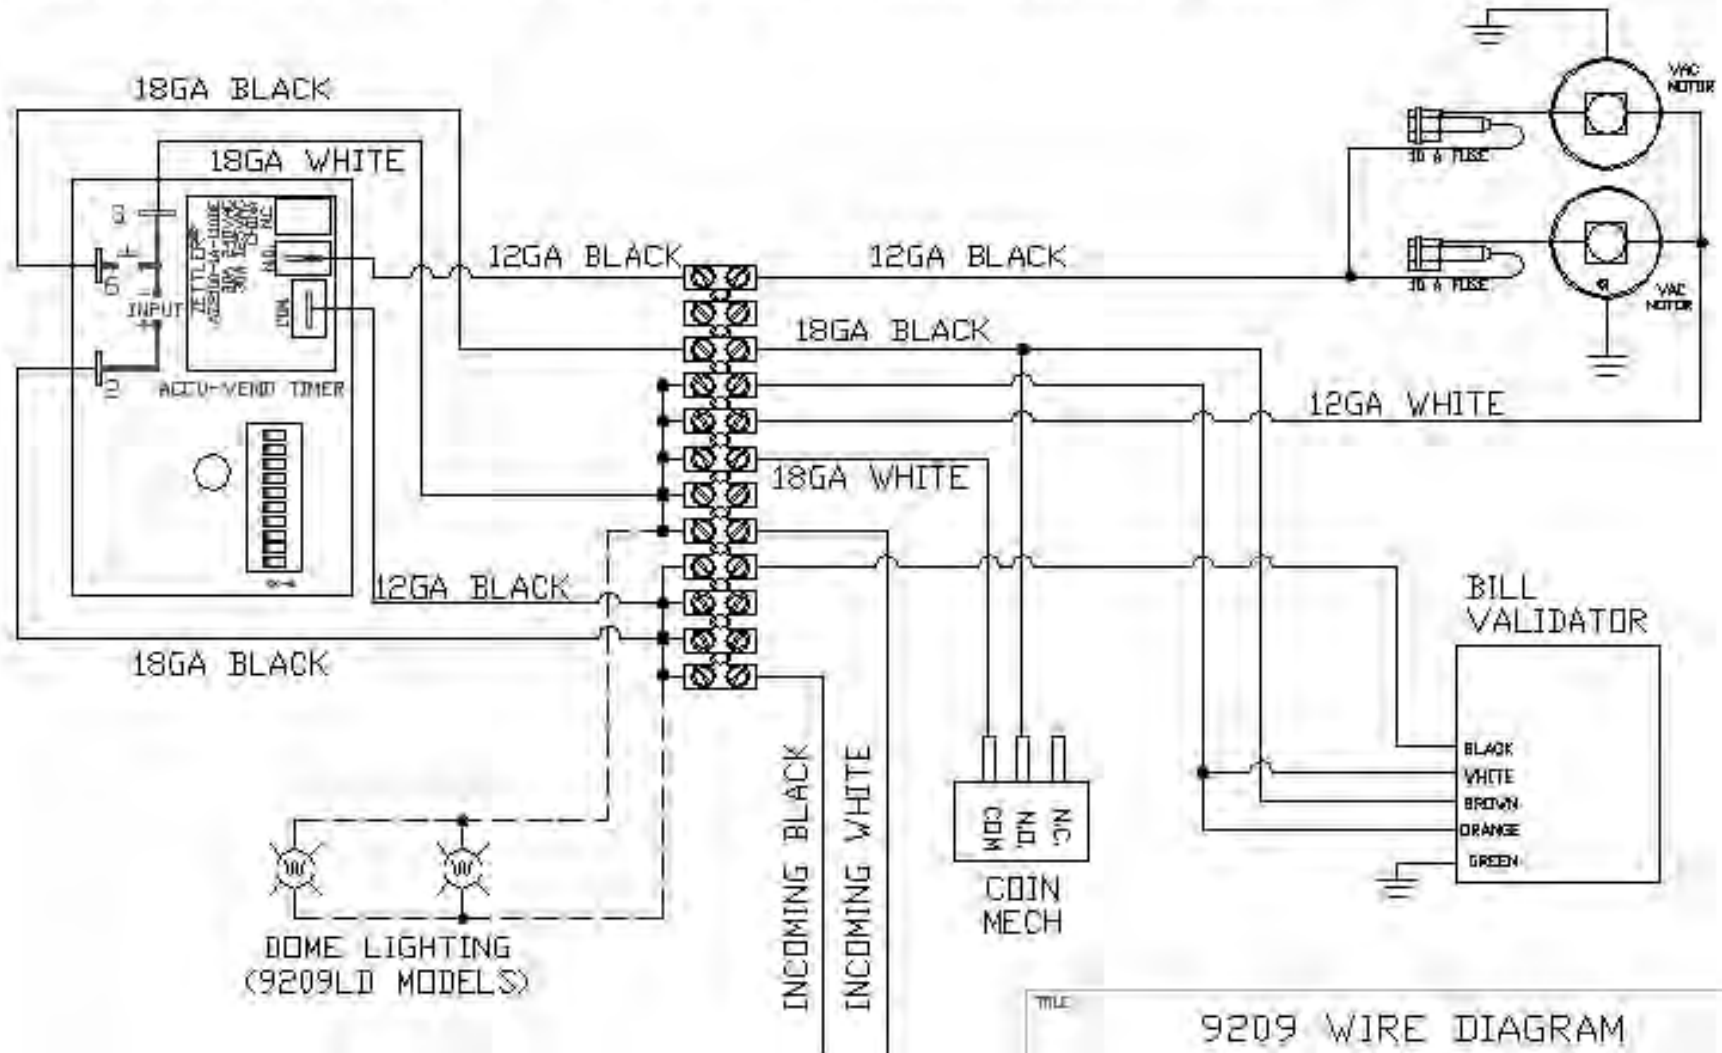 18GA BLACK
18GA WHITE
VAC
MOTOR
10 A FUSE
12GA BLACK
12GA BLACK
N.C.
N.O.
COM
INPUT
10 A FUSE
VAC
MOTOR
18GA BLACK
ACCU-VEND TIMER
12GA WHITE
18GA WHITE
12GA BLACK
18GA BLACK
BILL
VALIDATOR
BLACK
WHITE
BROWN
ORANGE
GREEN
INCOMING BLACK
INCOMING WHITE
COM
N.O.
N.C.
COIN
MECH
DOME LIGHTING
(9209LD MODELS)
TITLE
9209 WIRE DIAGRAM